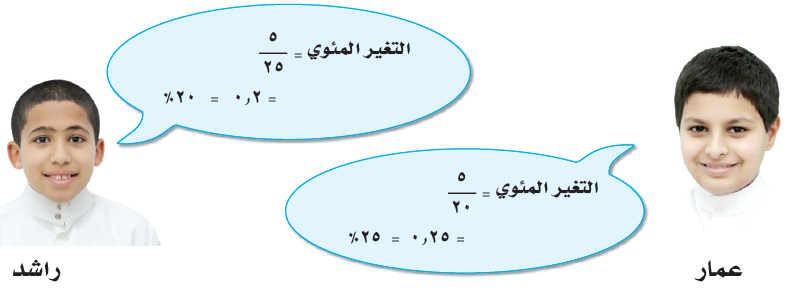 التغير المئوي = ٥/٢٥
= ٠٫٢ = ٢٠٪
التغير المئوي = ٥/٢٠
= ٠٫٢٥ = ٢٥٪
عمار
راشد